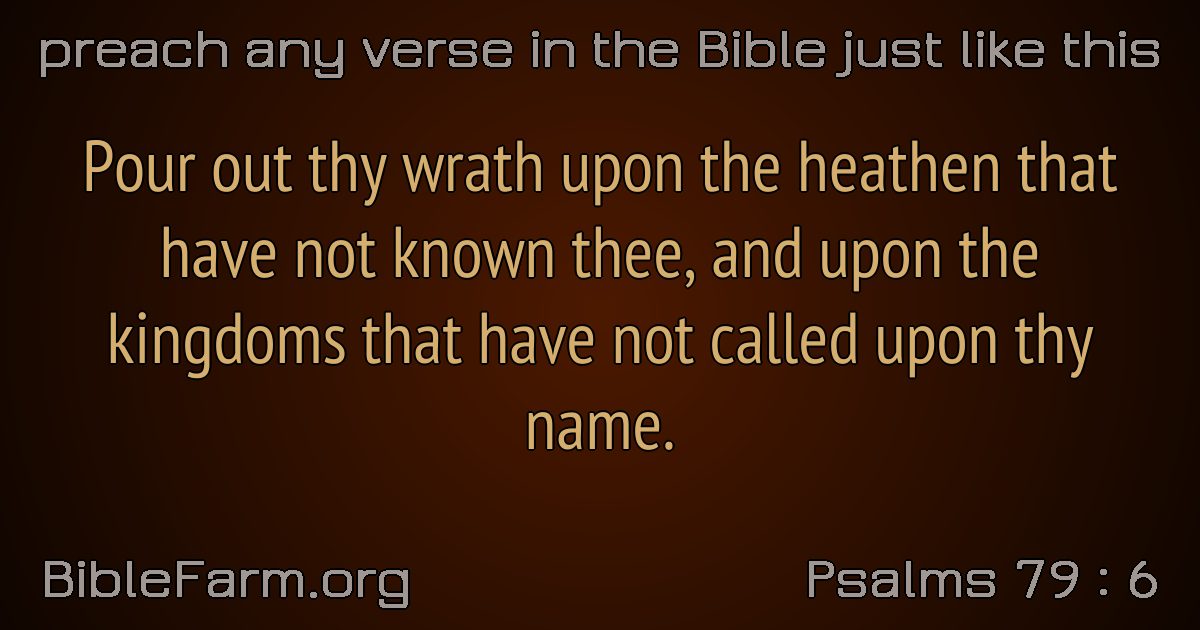 preach any verse in the Bible just like this
Pour out thy wrath upon the heathen that
have not known thee, and upon the
kingdoms that have not called upon thy
name.
BibleFarm.org
Psalms 79 : 6